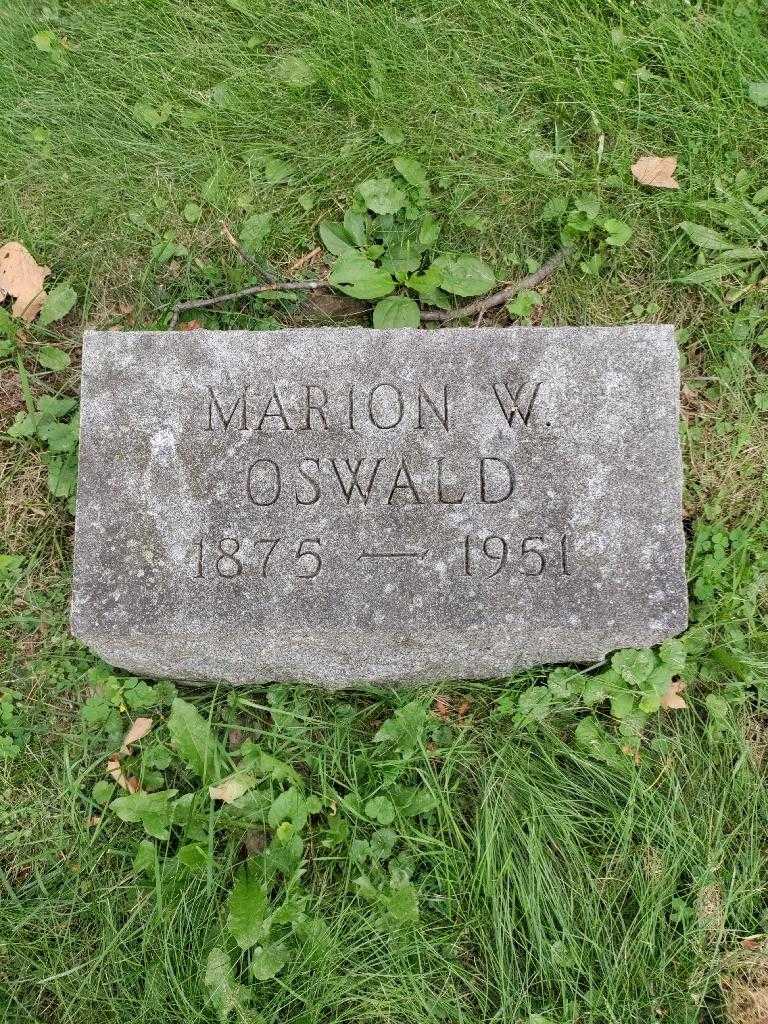 MARION W.
OSWALD
1875 — 1951